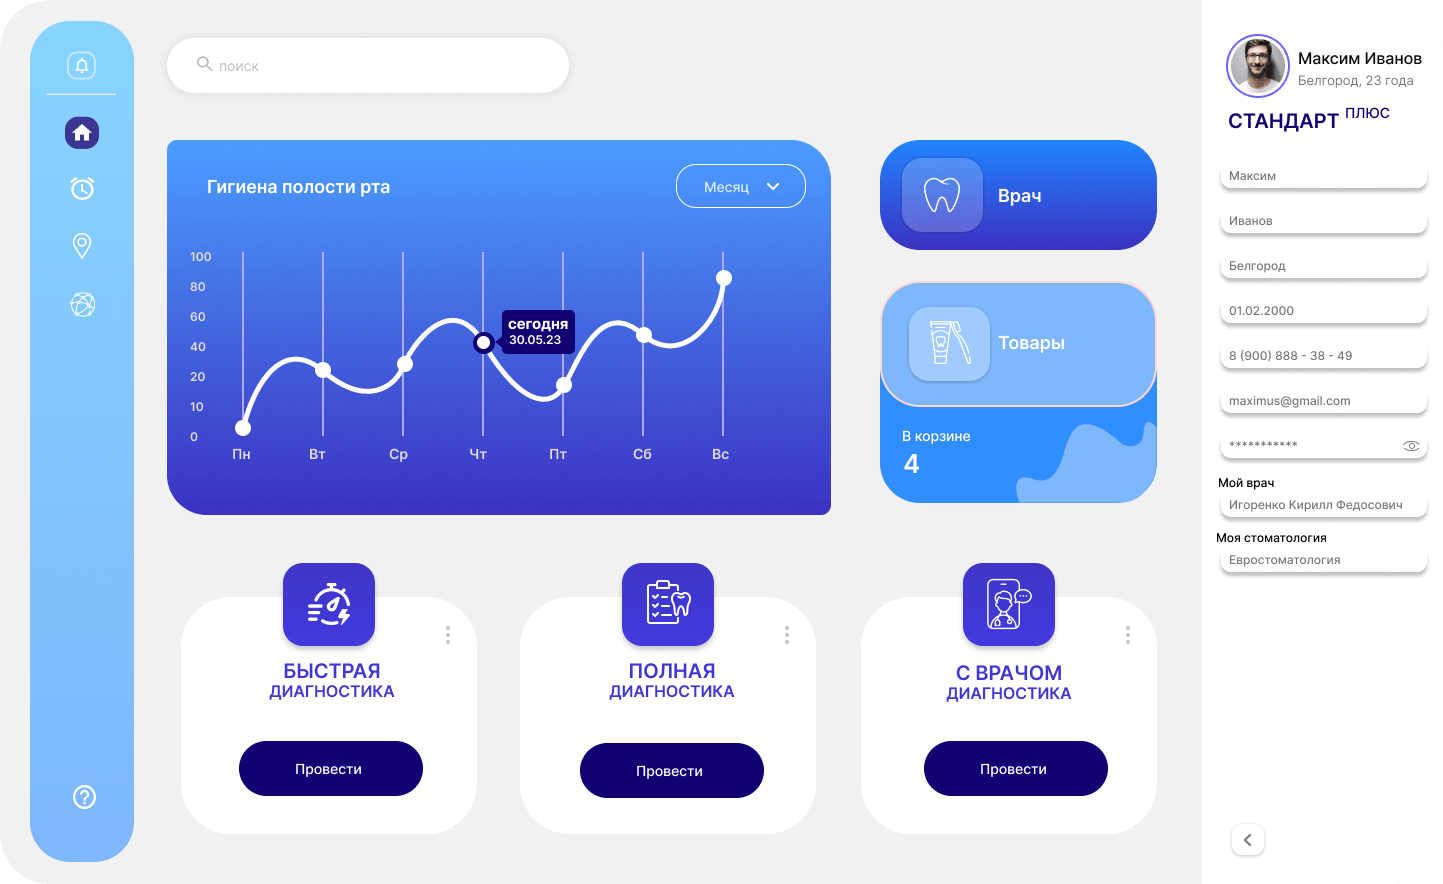 поиск
Гигиена полости рта
Месяц
100
80
60
40
20
10
0
сегодня
30.05.23
Пн
Вт
Ср
Чт
Пт
Сб
Вс
Врач
Товары
В корзине
4
БЫСТРАЯ
ДИАГНОСТИКА
Провести
ПОЛНАЯ
ДИАГНОСТИКА
Провести
С ВРАЧОМ
ДИАГНОСТИКА
Провести
Максим Иванов
Белгород, 23 года
СТАНДАРТ ПЛЮС
Максим
Иванов
Белгород
01.02.2000
8 (900) 888 - 38 - 49
maximus@gmail.com
***********
Мой врач
Игоренко Кирилл Федосович
Моя стоматология
Евростоматология